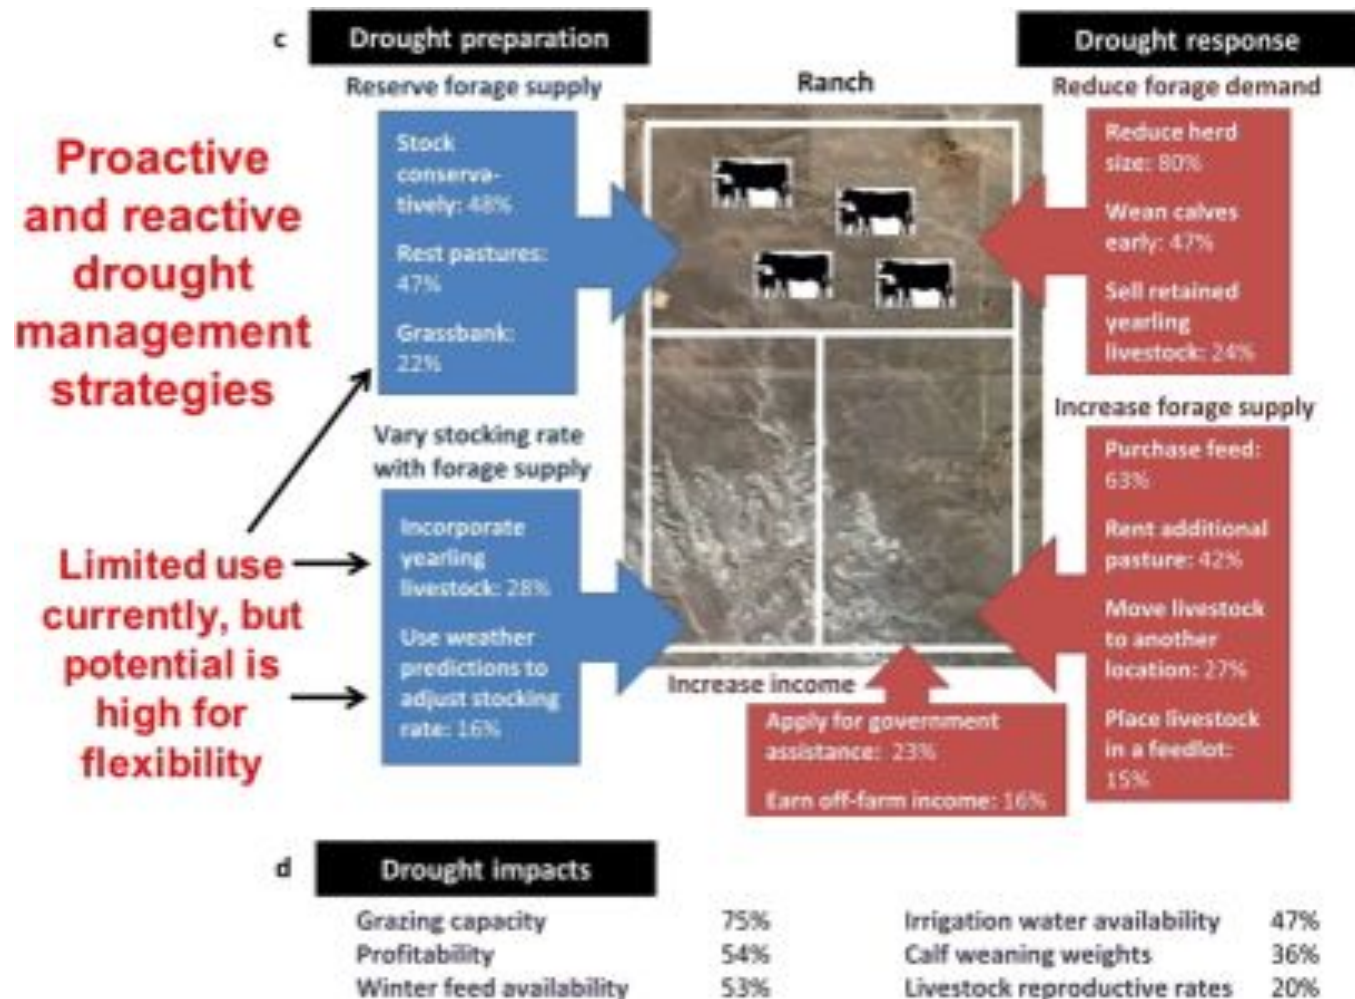 c
Drought preparation
Drought response
Reserve forage supply
Ranch
Reduce forage demand
Proactive
and reactive
drought
management
strategies
Stock
conserva-
tively: 48%
Rest pastures:
47%
Grassbank:
22%
Reduce herd
size: 80%
Wean calves
early: 47%
Sell retained
yearling
livestock: 24%
Vary stocking rate
with forage supply
Increase forage supply
Limited use
currently, but
potential is
high for
flexibility
Incorporate
yearling
livestock: 28%
Use weather
predictions to
adjust stocking
rate: 16%
Purchase feed:
63%
Rent additional
pasture: 42%
Move livestock
to another
location: 27%
Place livestock
in a feedlot:
15%
Increase income
Apply for government
assistance: 23%
Earn off-farm income: 16%
d
Drought impacts
Grazing capacity 75% Irrigation water availability 47%
Profitability 54% Calf weaning weights 36%
Winter feed availability 53% Livestock reproductive rates 20%